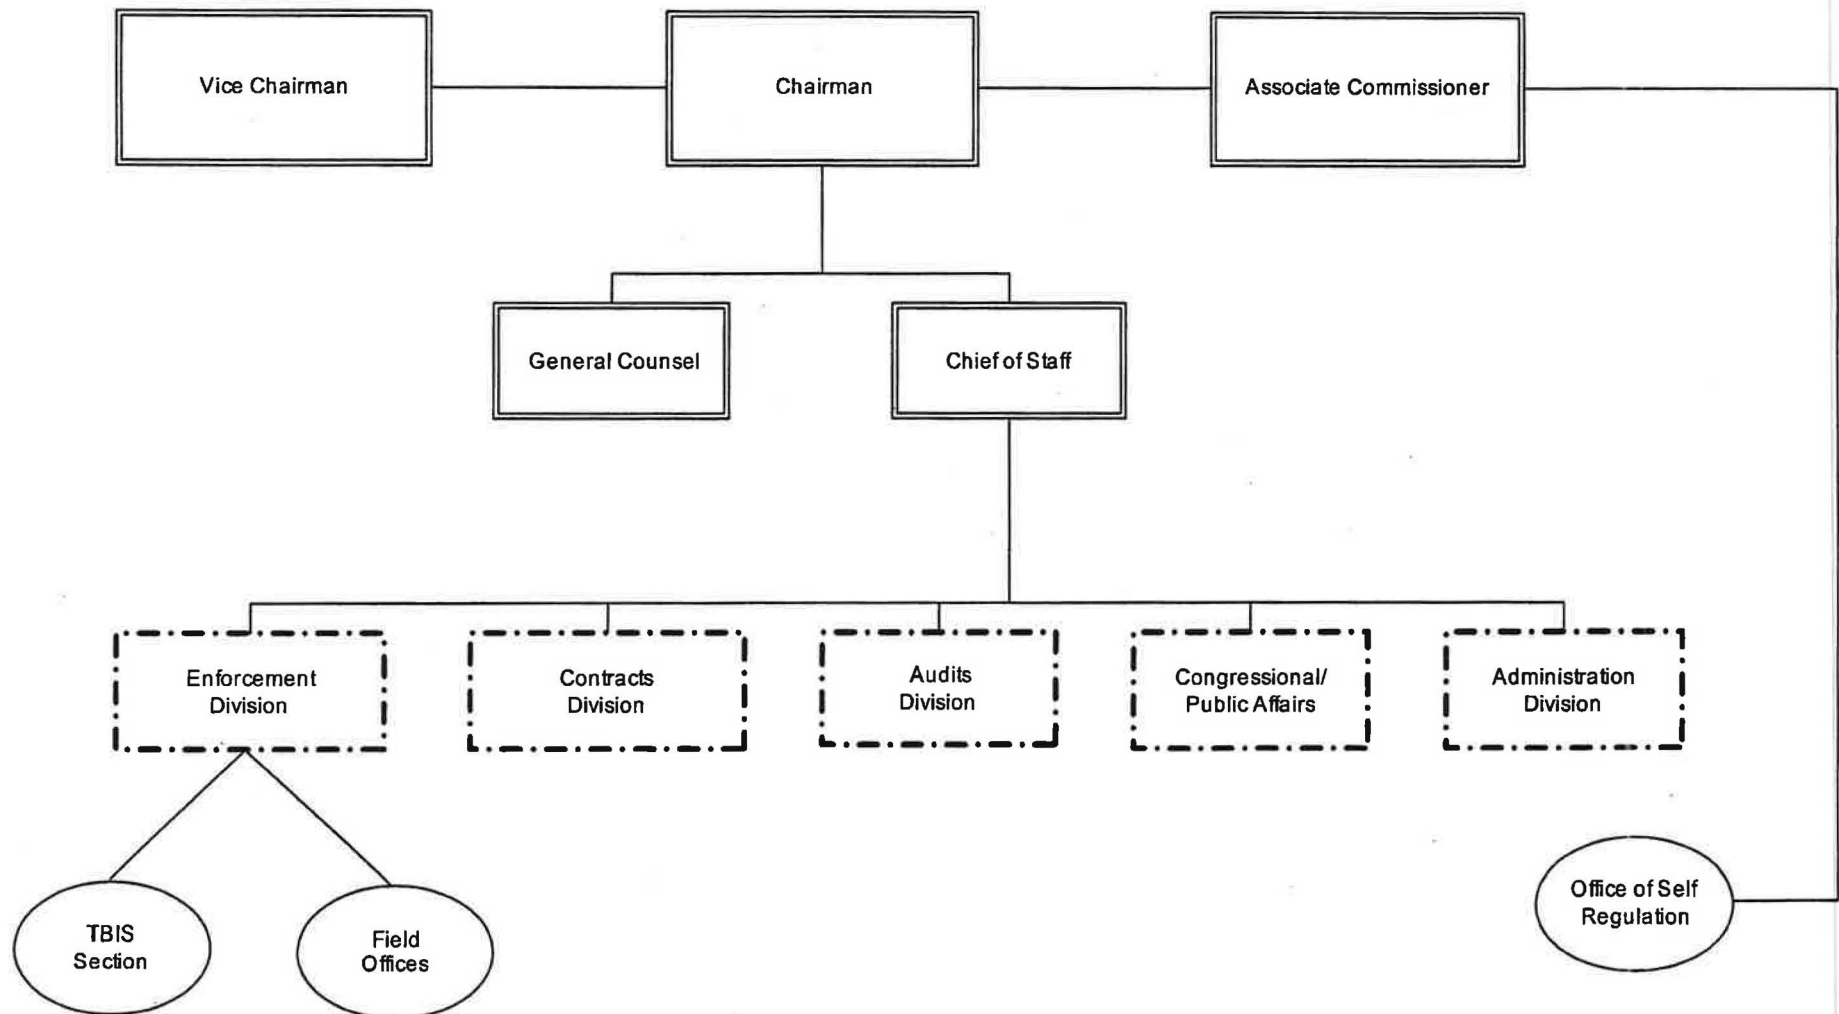 Vice Chairman
Chairman
Associate Commissioner
General Counsel
Chief of Staff
Enforcement
Division
Contracts
Division
Audits
Division
Congressional/
Public Affairs
Administration
Division
TBIS
Section
Field
Offices
Office of Self
Regulation